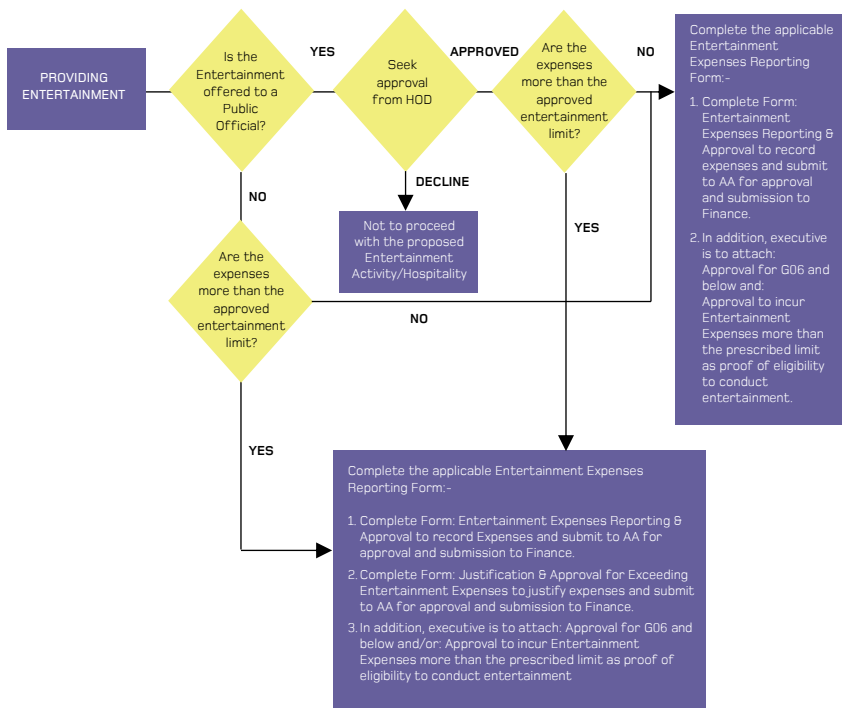 PROVIDING
ENTERTAINMENT
Is the
Entertainment
offered to a
Public
Official?
YES
Seek
approval
from HOD
APPROVED
Are the
expenses
more than the
approved
entertainment
limit?
NO
Complete the applicable
Entertainment
Expenses Reporting
Form:-
1. Complete Form:
Entertainment
Expenses Reporting &
Approval to record
expenses and submit
to AA for approval
and submission to
Finance.
2. In addition, executive
is to attach:
Approval for G06 and
below and:
Approval to incur
Entertainment
Expenses more than
the prescribed limit
as proof of eligibility
to conduct
entertainment.
DECLINE
NO
Not to proceed
with the proposed
Entertainment
Activity/Hospitality
YES
Are the
expenses
more than the
approved
entertainment
limit?
NO
YES
Complete the applicable Entertainment Expenses
Reporting Form:-
1. Complete Form: Entertainment Expenses Reporting &
Approval to record Expenses and submit to AA for
approval and submission to Finance.
2. Complete Form: Justification & Approval for Exceeding
Entertainment Expenses to justify expenses and submit
to AA for approval and submission to Finance.
3. In addition, executive is to attach: Approval for G06 and
below and/or: Approval to incur Entertainment
Expenses more than the prescribed limit as proof of
eligibility to conduct entertainment